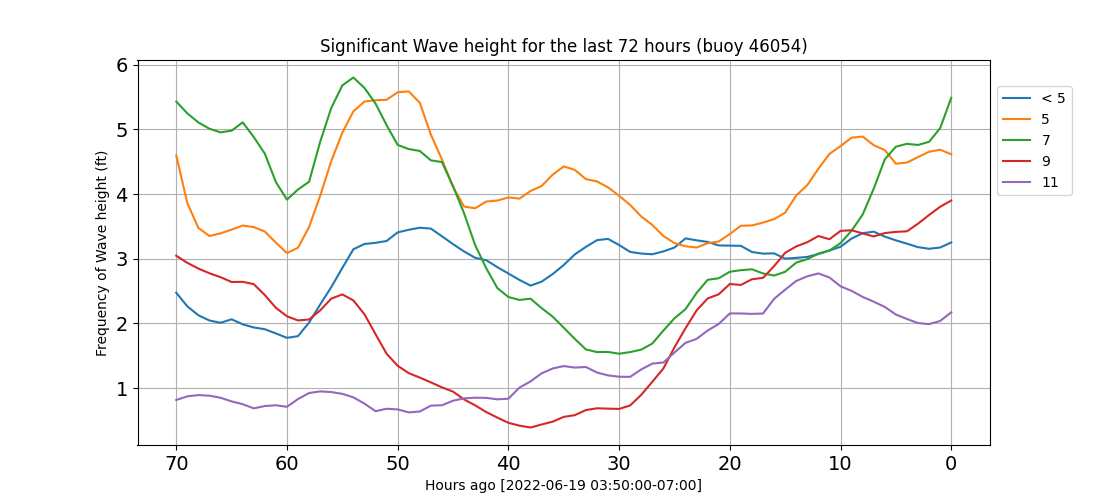 Significant Wave height for the last 72 hours (buoy 46054)
Frequency of Wave height (ft)
6
5
4
3
2
1
70 60 50 40 30 20 10 0
Hours ago [2022-06-19 03:50:00-07:00]
< 5
5
7
9
11